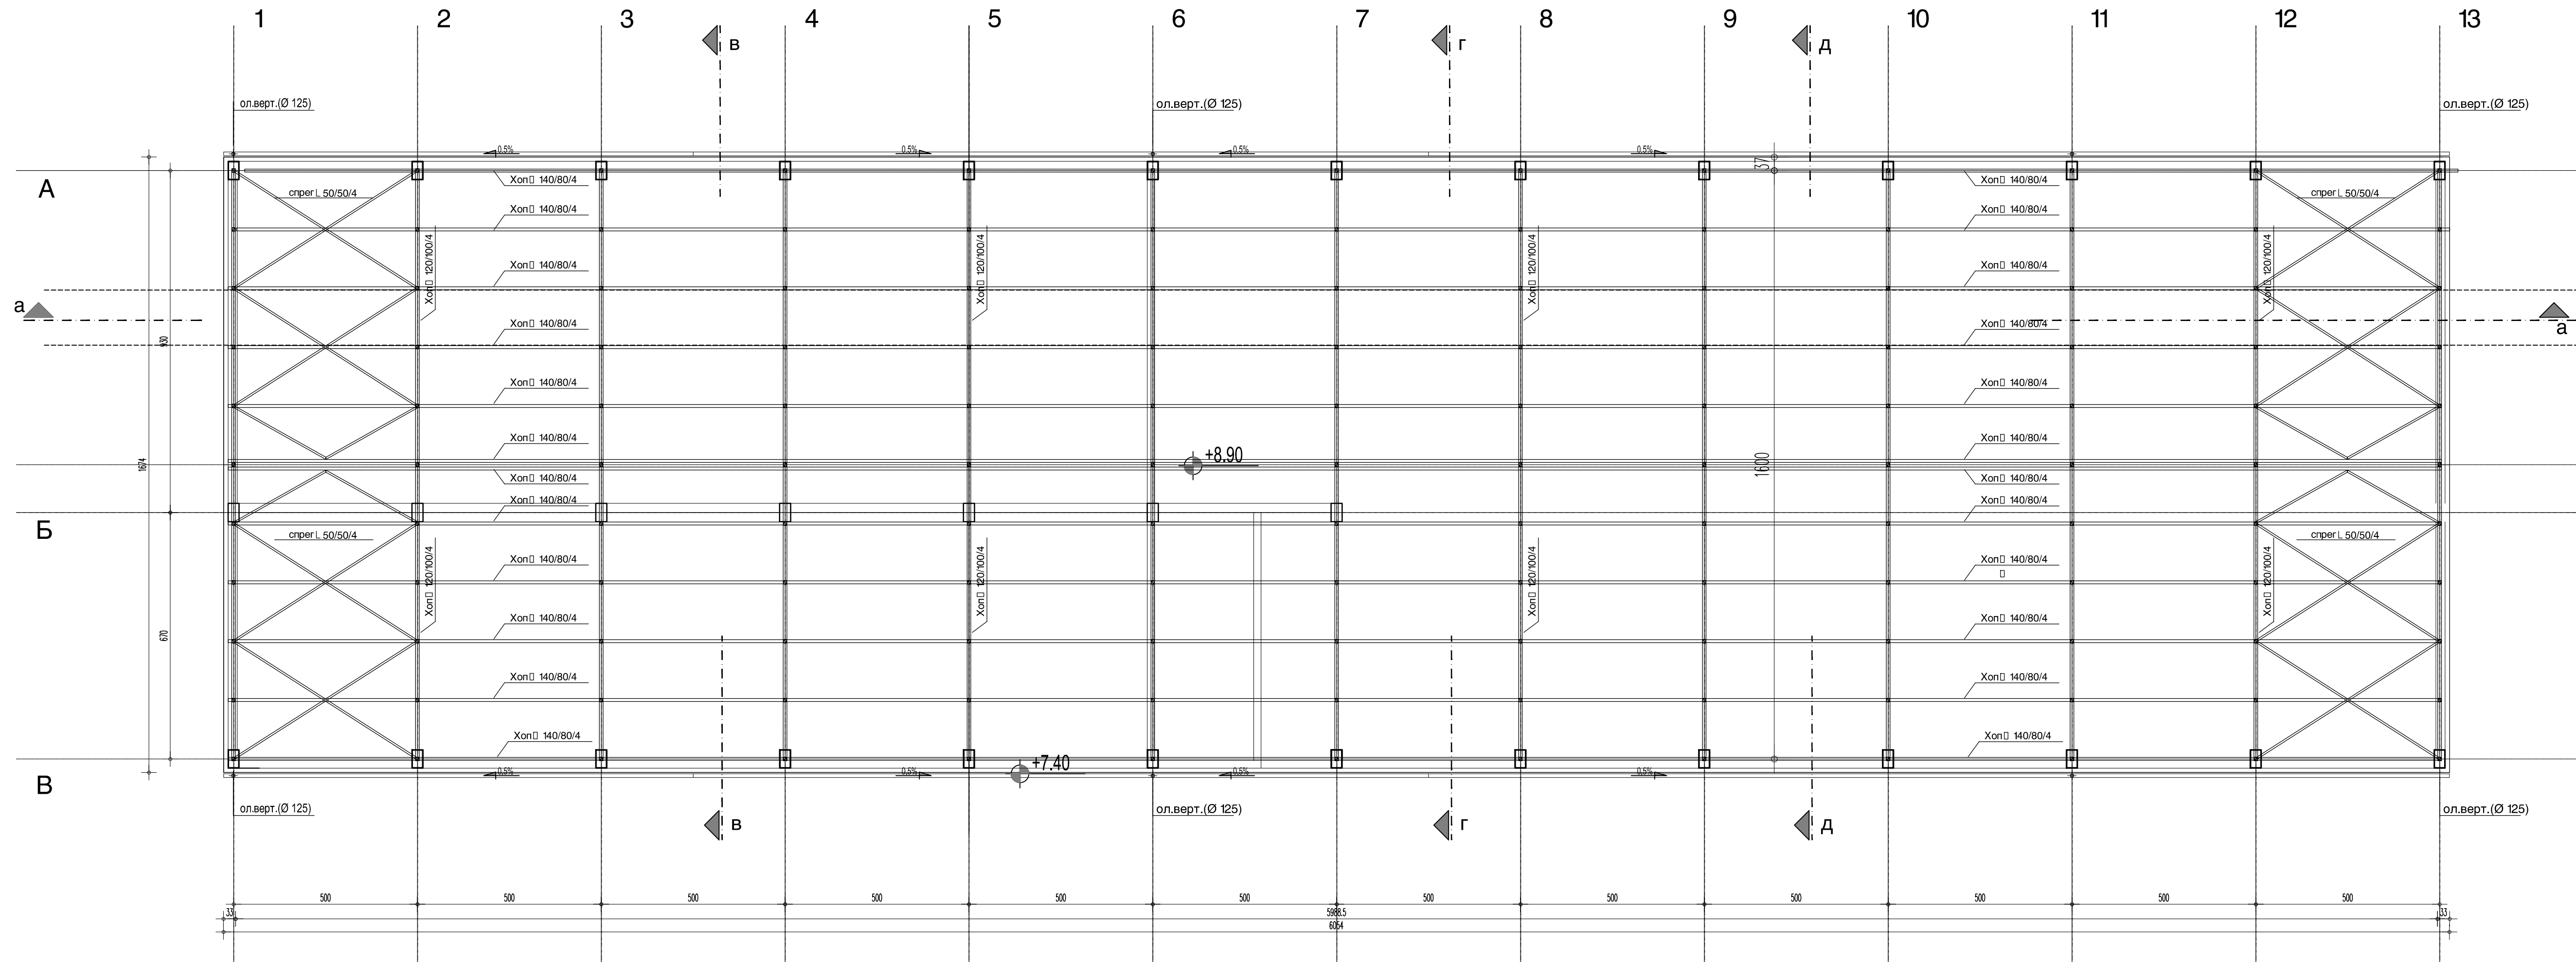 1 2 3 4 5 6 7 8 9 10 11 12 13
в г д
ол.верт.(Ø 125) ол.верт.(Ø 125) ол.верт.(Ø 125)
0.5% 0.5% 0.5% 0.5%
37
А
Хоп▯ 140/80/4 Хоп▯ 140/80/4
спрег L 50/50/4 спрег L 50/50/4
Хоп▯ 140/80/4 Хоп▯ 140/80/4
Хоп▯ 120/100/4 Хоп▯ 120/100/4 Хоп▯ 120/100/4 Хоп▯ 120/100/4
Хоп▯ 140/80/4 Хоп▯ 140/80/4
а а
Хоп▯ 140/80/4 Хоп▯ 140/80/4
930
Хоп▯ 140/80/4 Хоп▯ 140/80/4
Хоп▯ 140/80/4 Хоп▯ 140/80/4
+8.90
1674 1600
Хоп▯ 140/80/4 Хоп▯ 140/80/4
Хоп▯ 140/80/4 Хоп▯ 140/80/4
Б
спрег L 50/50/4 спрег L 50/50/4
Хоп▯ 140/80/4 Хоп▯ 140/80/4
▯
Хоп▯ 120/100/4 Хоп▯ 120/100/4 Хоп▯ 120/100/4 Хоп▯ 120/100/4
Хоп▯ 140/80/4 Хоп▯ 140/80/4
670
Хоп▯ 140/80/4 Хоп▯ 140/80/4
Хоп▯ 140/80/4 Хоп▯ 140/80/4
+7.40
0.5% 0.5% 0.5% 0.5%
В
ол.верт.(Ø 125) ол.верт.(Ø 125) ол.верт.(Ø 125)
в г д
500 500 500 500 500 500 500 500 500 500 500 500
33 5988.5 33
6054